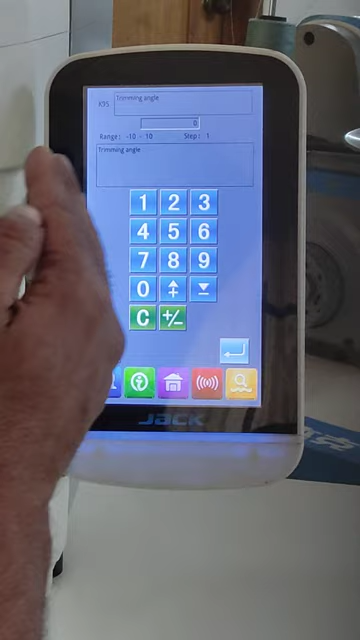 K95 Trimming angle
0
Range: -10 - 10 Step: 1
Trimming angle
1 2 3
4 5 6
7 8 9
0
C +/-
JACK